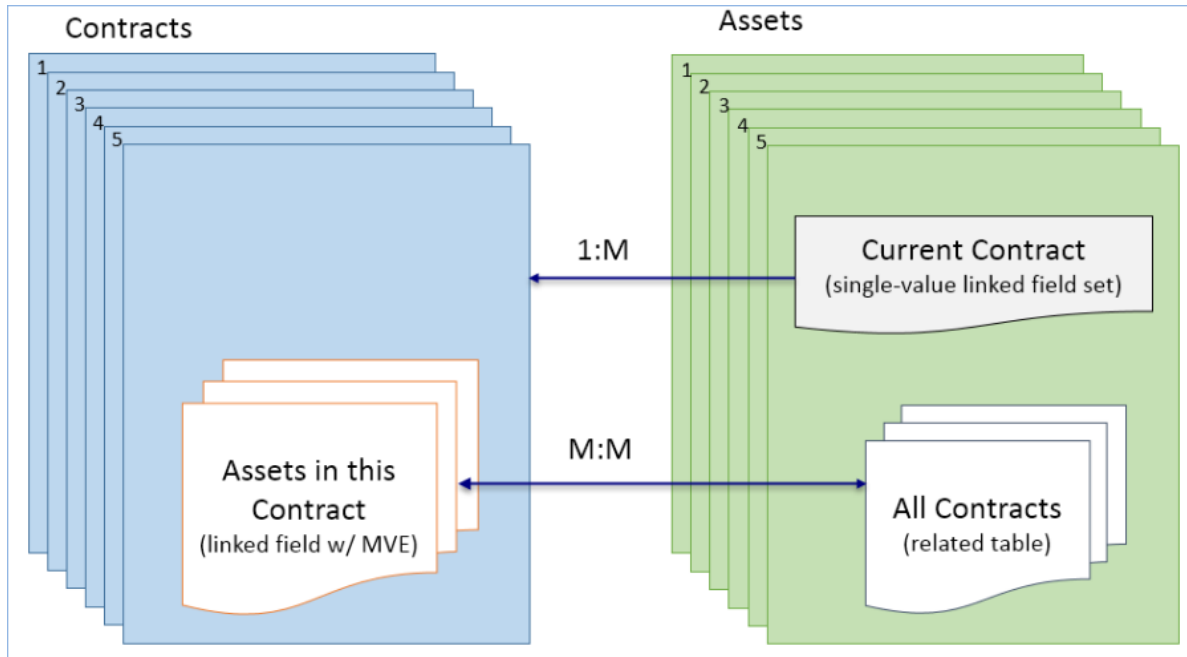 Contracts
1
2
3
4
5
Assets in this
Contract
(linked field w/ MVE)
1:M
M:M
Assets
1
2
3
4
5
Current Contract
(single-value linked field set)
All Contracts
(related table)